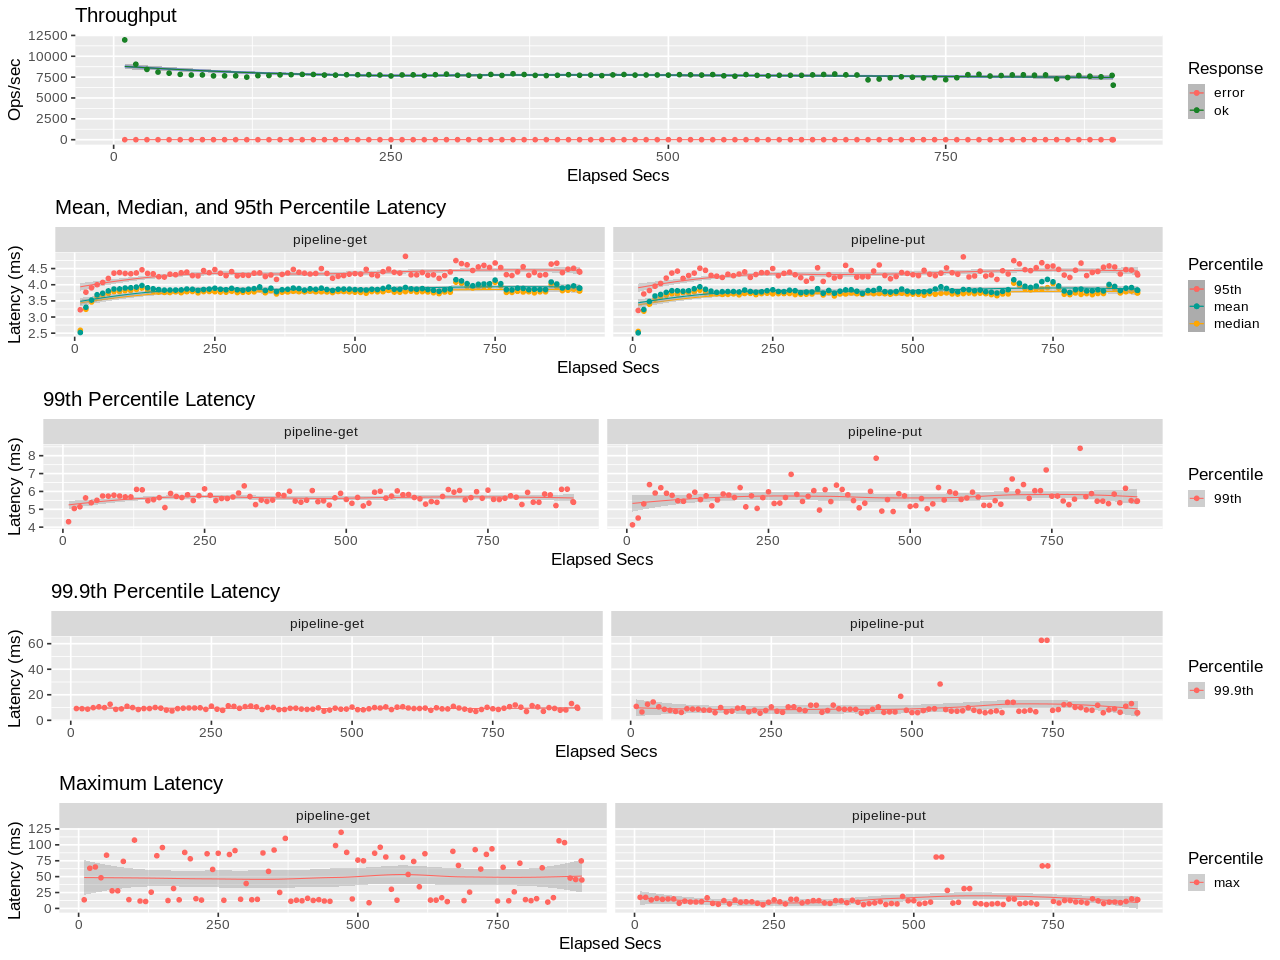 Throughput
12500
10000
7500
5000
2500
0
Ops/sec
0 250 500 750
Elapsed Secs
Response
error
ok
Mean, Median, and 95th Percentile Latency
pipeline-get pipeline-put
4.5
4.0
3.5
3.0
2.5
Latency (ms)
0 250 500 750 0 250 500 750
Elapsed Secs
Percentile
95th
mean
median
99th Percentile Latency
pipeline-get pipeline-put
8
7
6
5
4
Latency (ms)
0 250 500 750 0 250 500 750
Elapsed Secs
Percentile
99th
99.9th Percentile Latency
pipeline-get pipeline-put
60
40
20
0
Latency (ms)
0 250 500 750 0 250 500 750
Elapsed Secs
Percentile
99.9th
Maximum Latency
pipeline-get pipeline-put
125
100
75
50
25
0
Latency (ms)
0 250 500 750 0 250 500 750
Elapsed Secs
Percentile
max